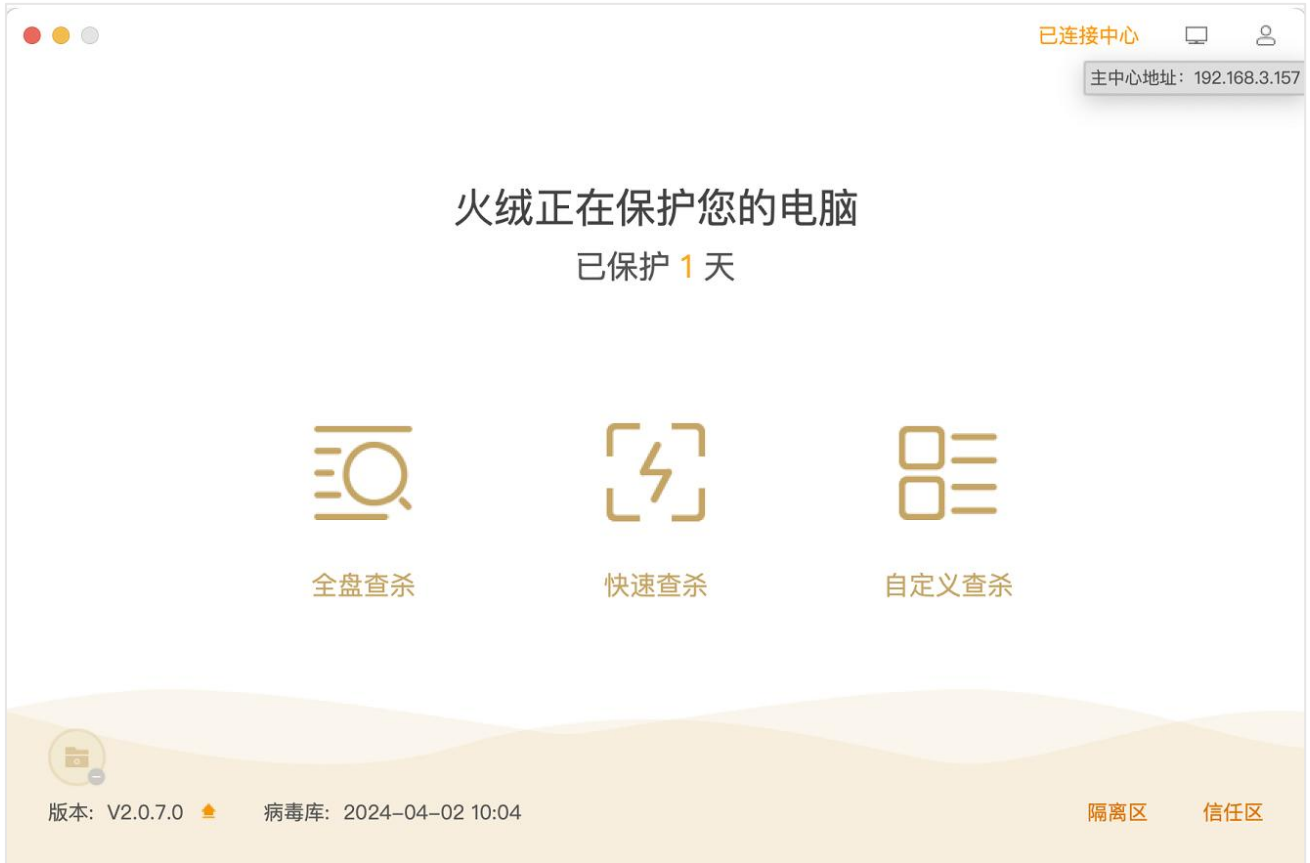 已连接中心
主中心地址：192.168.3.157
火绒正在保护您的电脑
已保护 1 天
全盘查杀
快速查杀
自定义查杀
版本: V2.0.7.0
病毒库: 2024-04-02 10:04
隔离区
信任区